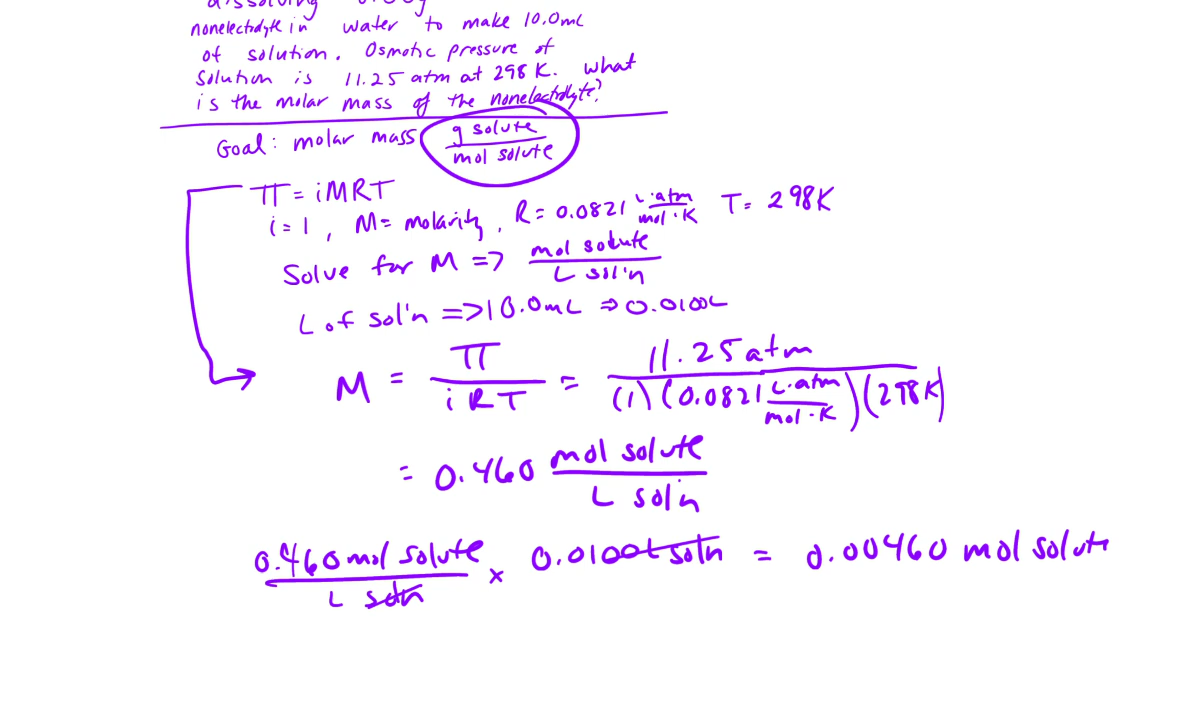 dissolving
nonelectrolyte in water to make 10.0mL
of solution. Osmotic pressure of
solution is 11.25 atm at 298 K. what
is the molar mass of the nonelectrolyte?
Goal: molar mass g solute / mol solute
π = iMRT
i = 1, M = molarity, R = 0.0821 L·atm / mol·K T = 298K
Solve for M => mol solute / L sol'n
L of sol'n => 10.0mL => 0.0100L
M = π / iRT = 11.25 atm / (1)(0.0821 L·atm / mol·K)(298K)
= 0.460 mol solute / L sol'n
0.460 mol solute / L soln × 0.0100L soln = 0.00460 mol solute